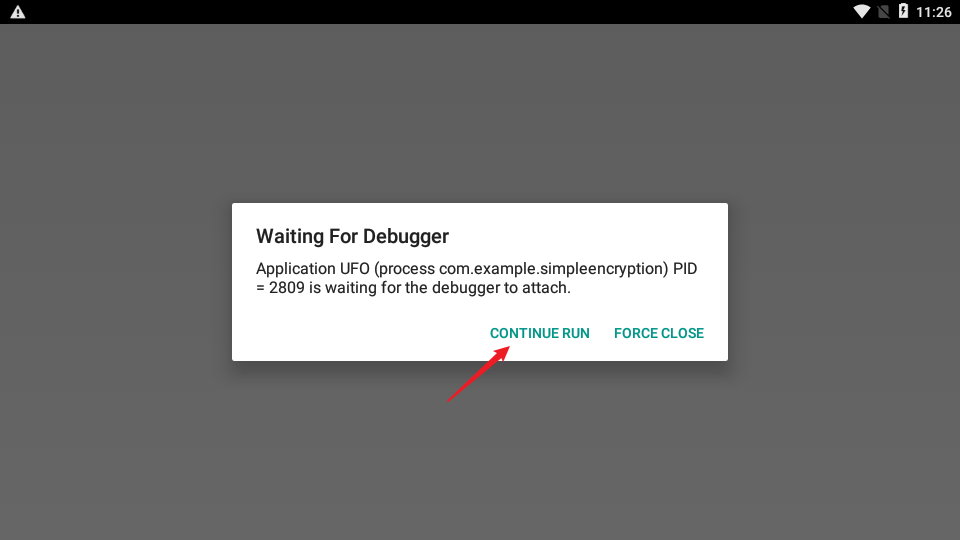 11:26
Waiting For Debugger
Application UFO (process com.example.simpleencryption) PID
= 2809 is waiting for the debugger to attach.
CONTINUE RUN FORCE CLOSE